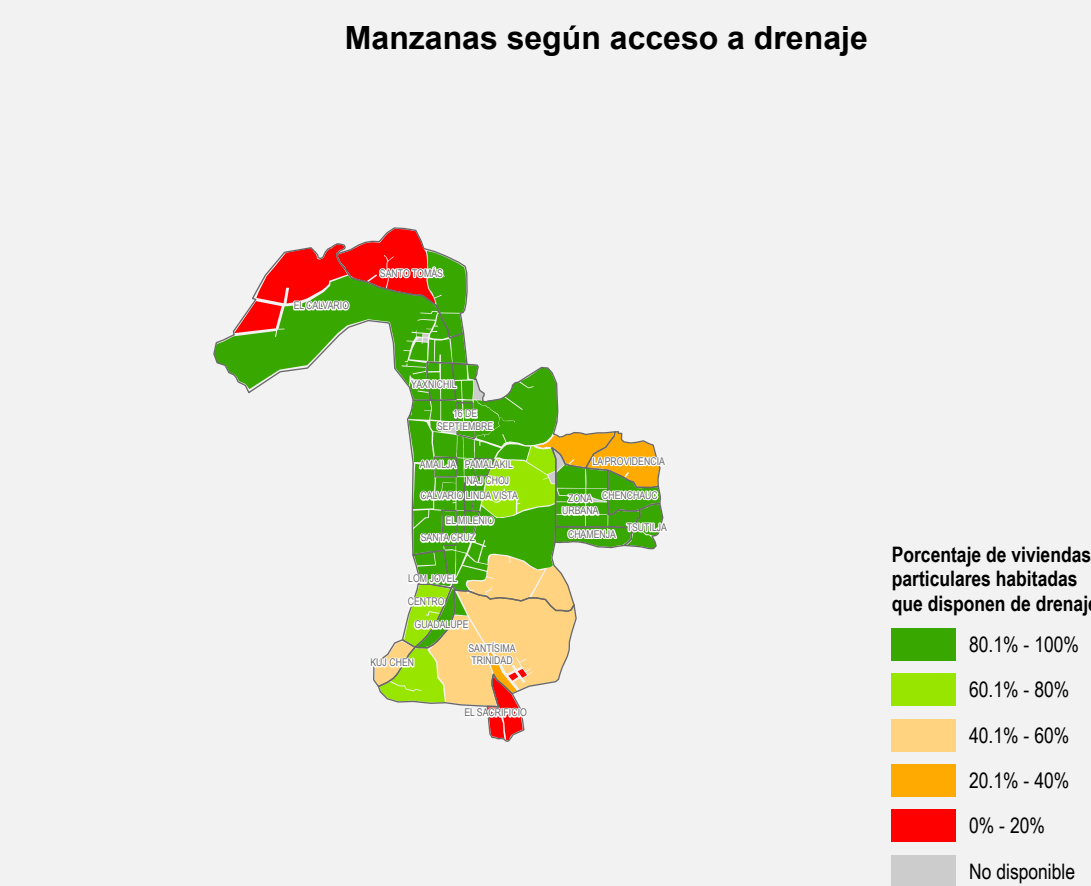 Manzanas según acceso a drenaje
SANTO TOMÁS
EL CALVARIO
YAXNICHIL
16 DE
SEPTIEMBRE
AMAILJA
PAMALAKIL
LA PROVIDENCIA
INAJ CHOJ
CALVARIO
LINDA VISTA
ZONA
URBANA
CHENCHAUC
EL MILENIO
TSUTILJA
SANTA CRUZ
CHAMENJA
LOM JOVEL
CENTRO
GUADALUPE
SANTÍSIMA
TRINIDAD
KUJ CHEN
EL SACRIFICIO
Porcentaje de viviendas
particulares habitadas
que disponen de drenaje
80.1% - 100%
60.1% - 80%
40.1% - 60%
20.1% - 40%
0% - 20%
No disponible